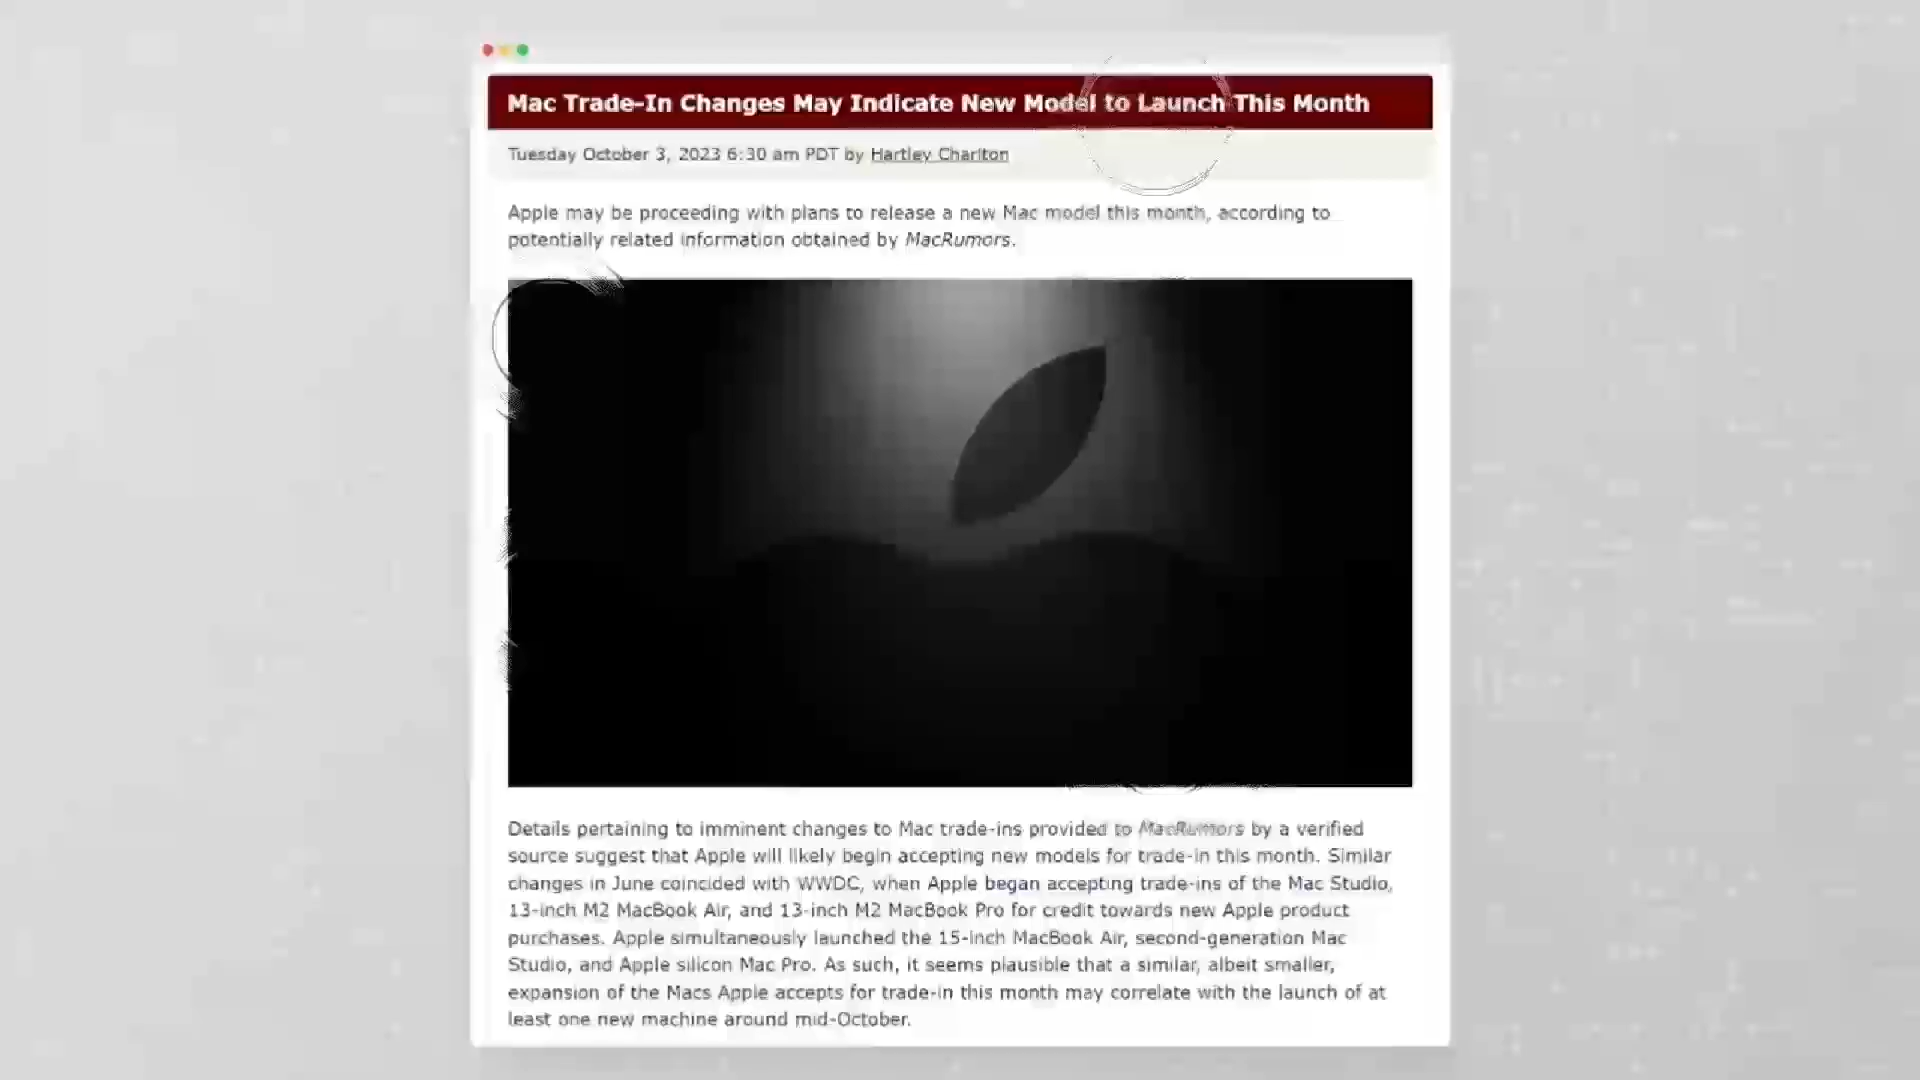 Mac Trade-In Changes May Indicate New Model to Launch This Month
Tuesday October 3, 2023 6:30 am PDT by Hartley Charlton
Apple may be proceeding with plans to release a new Mac model this month, according to
potentially related information obtained by MacRumors.
Details pertaining to imminent changes to Mac trade-ins provided to MacRumors by a verified
source suggest that Apple will likely begin accepting new models for trade-in this month. Similar
changes in June coincided with WWDC, when Apple began accepting trade-ins of the Mac Studio,
13-inch M2 MacBook Air, and 13-inch M2 MacBook Pro for credit towards new Apple product
purchases. Apple simultaneously launched the 15-inch MacBook Air, second-generation Mac
Studio, and Apple silicon Mac Pro. As such, it seems plausible that a similar, albeit smaller,
expansion of the Macs Apple accepts for trade-in this month may correlate with the launch of at
least one new machine around mid-October.